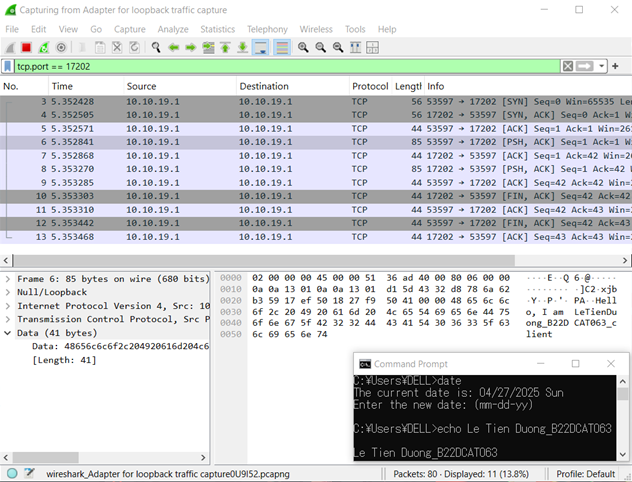 Capturing from Adapter for loopback traffic capture
File Edit View Go Capture Analyze Statistics Telephony Wireless Tools Help
tcp.port == 17202
No. Time Source Destination Protocol Lengtl Info
3 5.352428 10.10.19.1 10.10.19.1 TCP 56 53597 → 17202 [SYN] Seq=0 Win=65535 Len
4 5.352505 10.10.19.1 10.10.19.1 TCP 56 17202 → 53597 [SYN, ACK] Seq=0 Ack=1 W
5 5.352571 10.10.19.1 10.10.19.1 TCP 44 53597 → 17202 [ACK] Seq=1 Ack=1 Win=26
6 5.352841 10.10.19.1 10.10.19.1 TCP 85 53597 → 17202 [PSH, ACK] Seq=1 Ack=1 W
7 5.352868 10.10.19.1 10.10.19.1 TCP 44 17202 → 53597 [ACK] Seq=1 Ack=42 Win=2
8 5.353270 10.10.19.1 10.10.19.1 TCP 85 17202 → 53597 [PSH, ACK] Seq=1 Ack=42
9 5.353285 10.10.19.1 10.10.19.1 TCP 44 53597 → 17202 [ACK] Seq=42 Ack=42 Win=
10 5.353303 10.10.19.1 10.10.19.1 TCP 44 53597 → 17202 [FIN, ACK] Seq=42 Ack=42
11 5.353310 10.10.19.1 10.10.19.1 TCP 44 17202 → 53597 [ACK] Seq=42 Ack=43 Win=
12 5.353442 10.10.19.1 10.10.19.1 TCP 44 17202 → 53597 [FIN, ACK] Seq=42 Ack=43
13 5.353468 10.10.19.1 10.10.19.1 TCP 44 53597 → 17202 [ACK] Seq=43 Ack=43 Win=
Frame 6: 85 bytes on wire (680 bits)
Null/Loopback
Internet Protocol Version 4, Src: 10
Transmission Control Protocol, Src P
Data (41 bytes)
Data: 48656c6c6f2c204920616d204c6
[Length: 41]
0000 02 00 00 00 45 00 00 51 36 ad 40 00 80 06 00 00 ····E··Q 6·@·····
0010 0a 0a 13 01 0a 0a 13 01 d1 5d 43 32 d8 78 6a 62 ········ ·]C2·xjb
0020 b3 59 17 ef 50 18 27 f9 50 41 00 00 48 65 6c 6c ·Y··P·'· PA··Hell
0030 6f 2c 20 49 20 61 6d 20 4c 65 54 69 65 6e 44 75 o, I am LeTienDu
0040 6f 6e 67 5f 42 32 32 44 43 41 54 30 36 33 5f 63 ong_B22D CAT063_c
0050 6c 69 65 6e 74 lient
Command Prompt
C:¥Users¥DELL>date
The current date is: 04/27/2025 Sun
Enter the new date: (mm-dd-yy)
C:¥Users¥DELL>echo Le Tien Duong_B22DCAT063
Le Tien Duong_B22DCAT063
wireshark_Adapter for loopback traffic capture0U9I52.pcapng Packets: 80 · Displayed: 11 (13.8%) Profile: Default